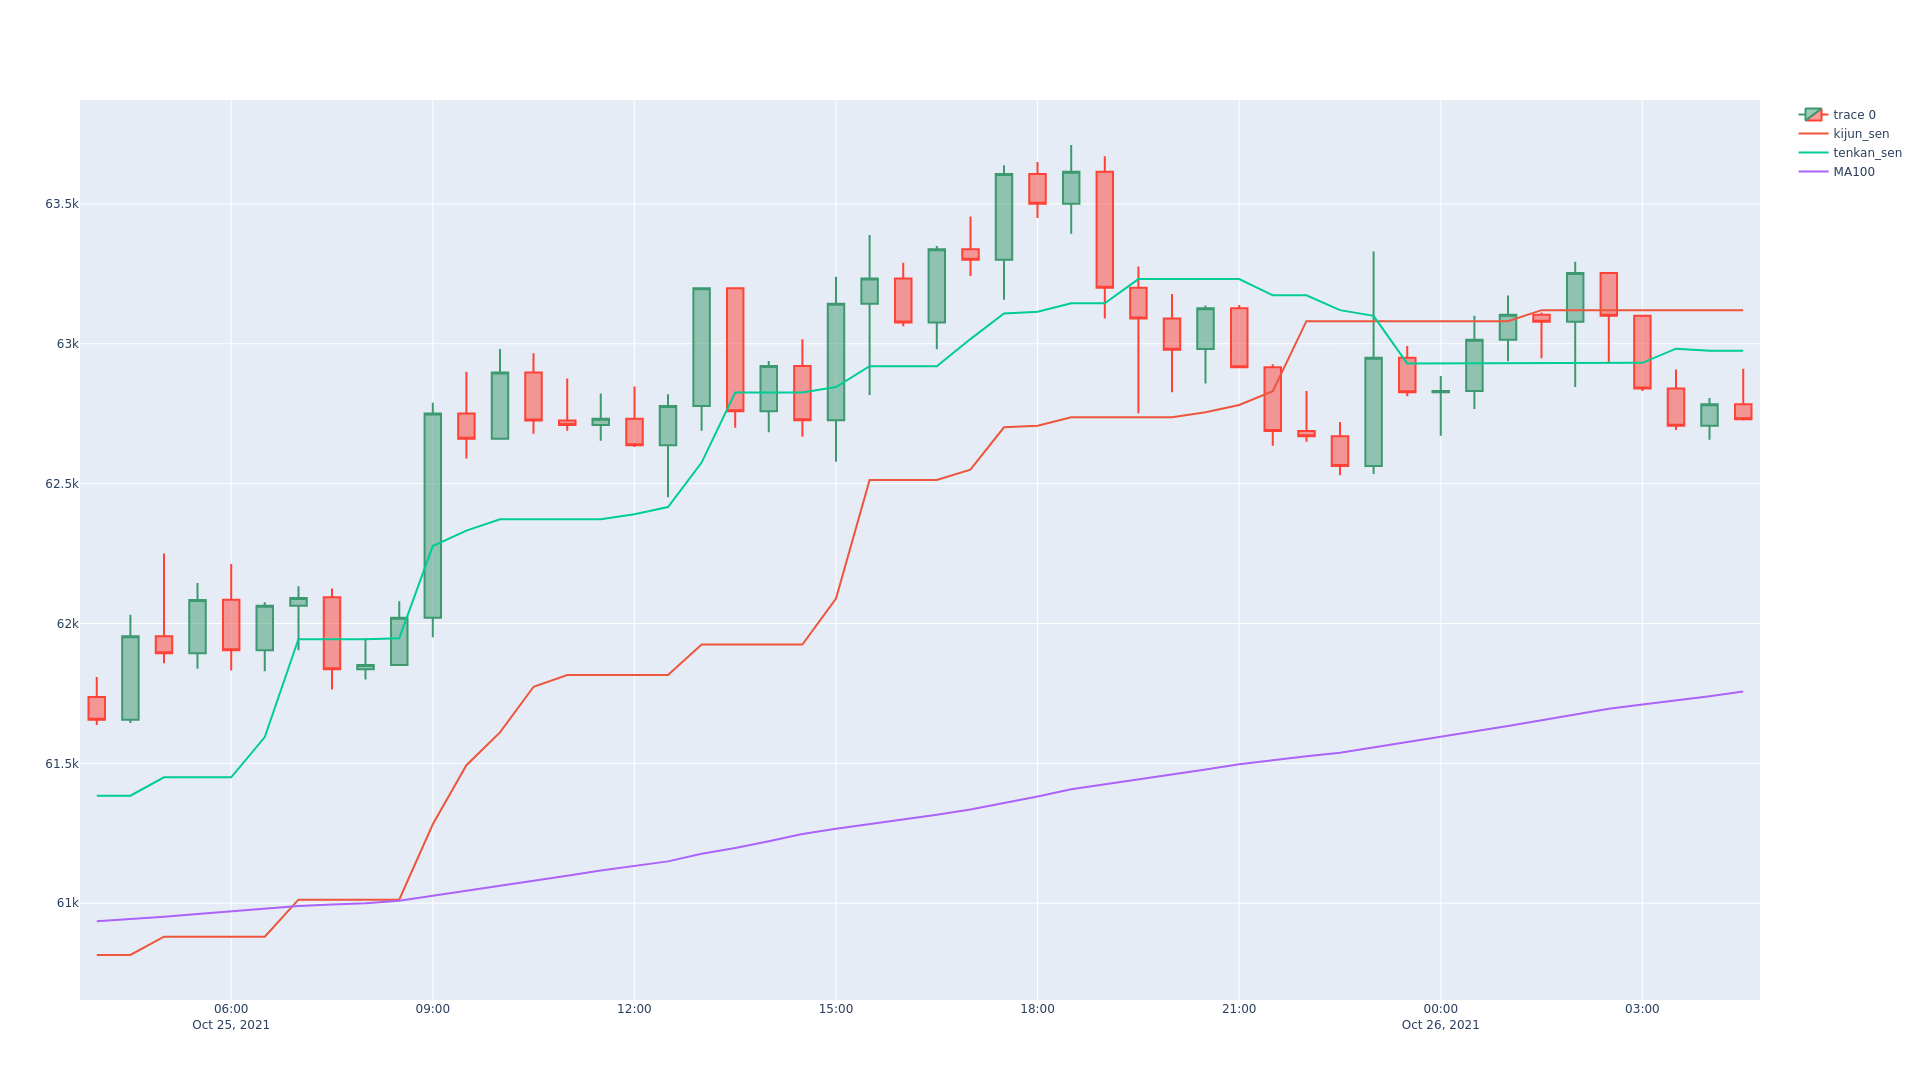 trace 0
kijun_sen
tenkan_sen
MA100
63.5k
63k
62.5k
62k
61.5k
61k
06:00 09:00 12:00 15:00 18:00 21:00 00:00 03:00
Oct 25, 2021 Oct 26, 2021